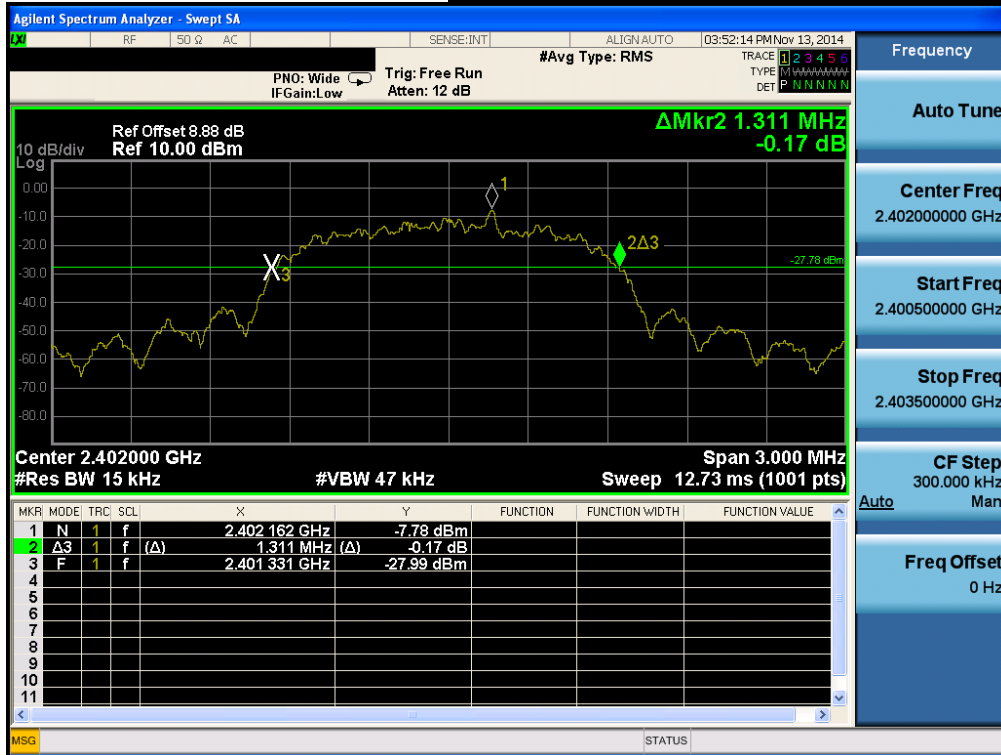 Agilent Spectrum Analyzer - Swept SA
LXI RF 50 Ω AC SENSE:INT ALIGN AUTO 03:52:14 PM Nov 13, 2014
#Avg Type: RMS TRACE 1 2 3 4 5 6
PNO: Wide Trig: Free Run TYPE M WWWWW
IFGain:Low Atten: 12 dB DET P N N N N N
ΔMkr2 1.311 MHz
-0.17 dB
Ref Offset 8.88 dB
10 dB/div Ref 10.00 dBm
Log
0.00
-10.0
-20.0
-30.0
-40.0
-50.0
-60.0
-70.0
-80.0
1
2Δ3
3
-27.78 dBm
Center 2.402000 GHz Span 3.000 MHz
#Res BW 15 kHz #VBW 47 kHz Sweep 12.73 ms (1001 pts)
MKR MODE TRC SCL X Y FUNCTION FUNCTION WIDTH FUNCTION VALUE
1 N 1 f 2.402 162 GHz -7.78 dBm
2 Δ3 1 f (Δ) 1.311 MHz (Δ) -0.17 dB
3 F 1 f 2.401 331 GHz -27.99 dBm
4
5
6
7
8
9
10
11
MSG STATUS
Frequency
Auto Tune
Center Freq
2.402000000 GHz
Start Freq
2.400500000 GHz
Stop Freq
2.403500000 GHz
CF Step
300.000 kHz
Auto Man
Freq Offset
0 Hz